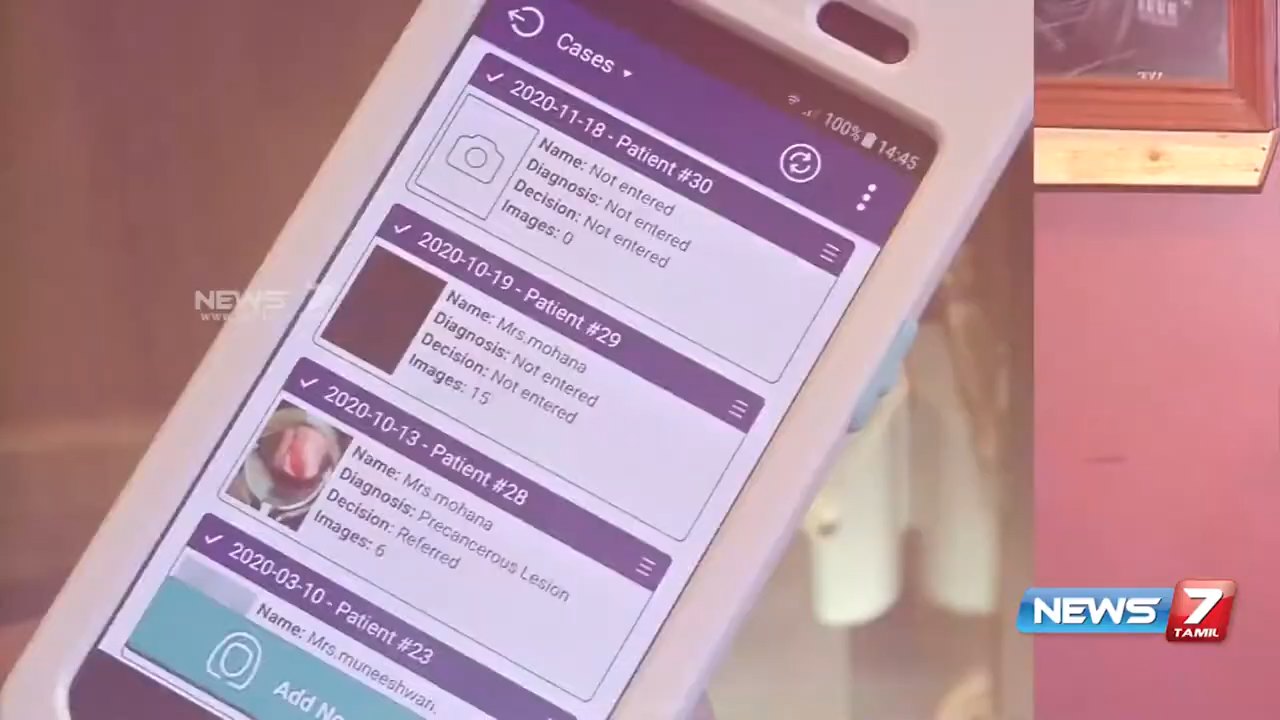 Cases
100% 14:45
2020-11-18 - Patient #30
Name: Not entered
Diagnosis: Not entered
Decision: Not entered
Images: 0
2020-10-19 - Patient #29
Name: Mrs.mohana
Diagnosis: Not entered
Decision: Not entered
Images: 15
2020-10-13 - Patient #28
Name: Mrs.mohana
Diagnosis: Precancerous Lesion
Decision: Referred
Images: 6
2020-03-10 - Patient #23
Name: Mrs.muneeshwari.
Add
NEWS 7
NEWS 7
TAMIL